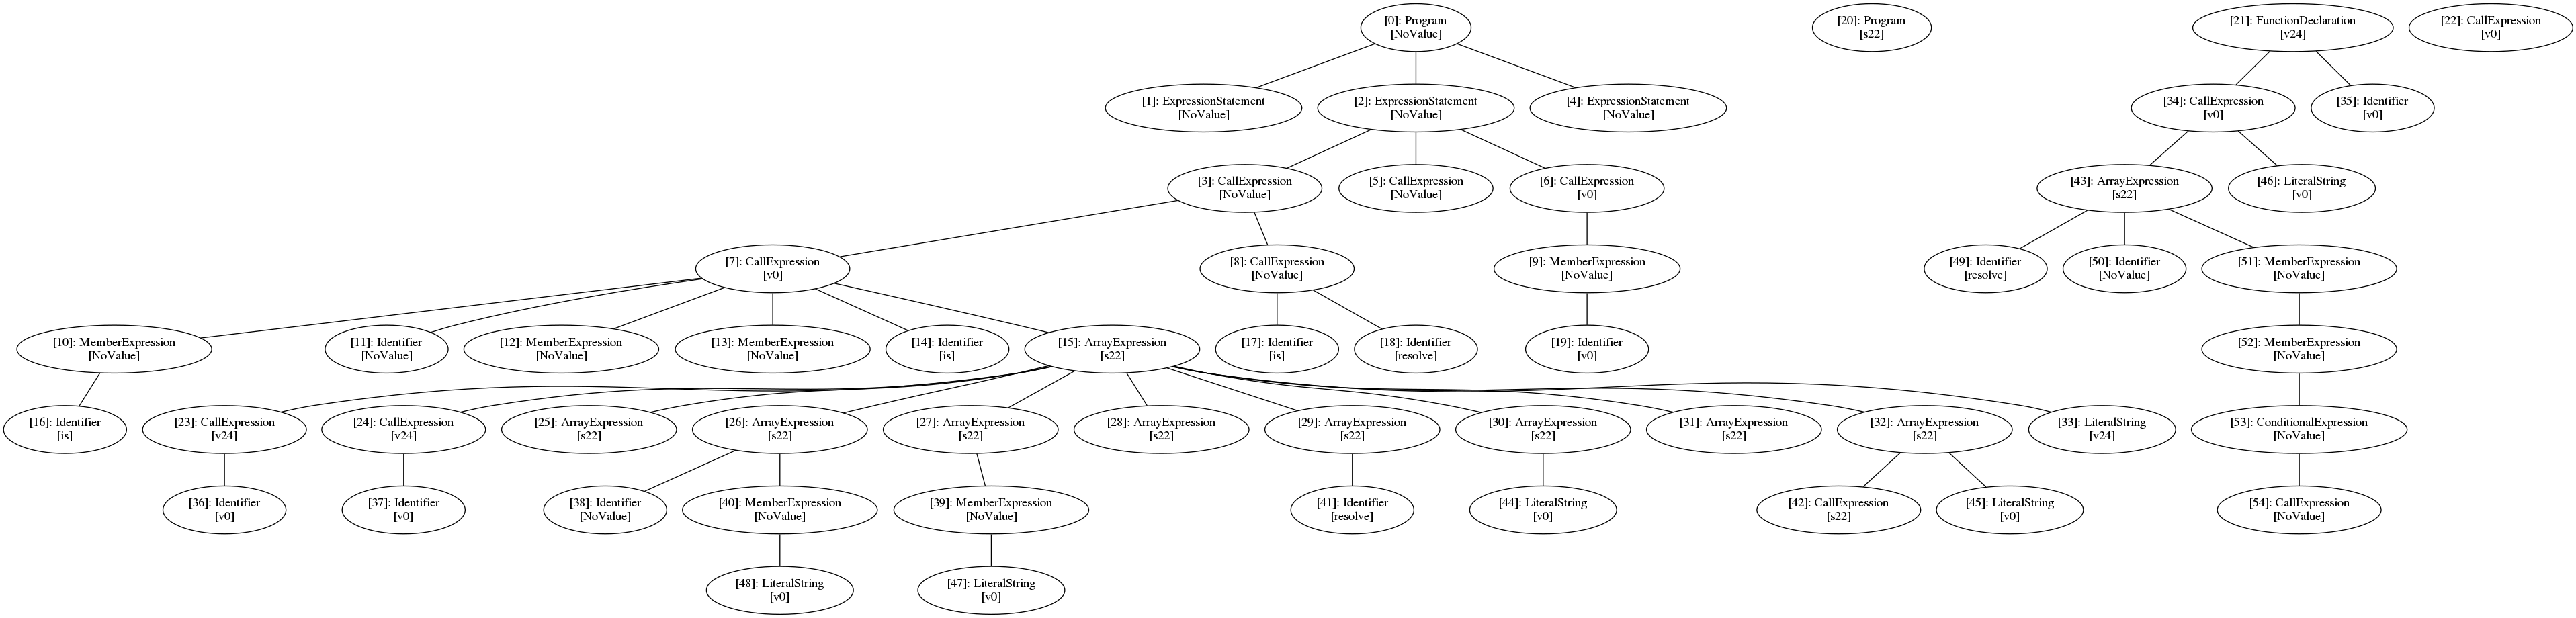 [0]: Program
[NoValue]
[20]: Program
[s22]
[21]: FunctionDeclaration
[v24]
[22]: CallExpression
[v0]
[1]: ExpressionStatement
[NoValue]
[2]: ExpressionStatement
[NoValue]
[4]: ExpressionStatement
[NoValue]
[34]: CallExpression
[v0]
[35]: Identifier
[v0]
[3]: CallExpression
[NoValue]
[5]: CallExpression
[NoValue]
[6]: CallExpression
[v0]
[43]: ArrayExpression
[s22]
[46]: LiteralString
[v0]
[7]: CallExpression
[v0]
[8]: CallExpression
[NoValue]
[9]: MemberExpression
[NoValue]
[49]: Identifier
[resolve]
[50]: Identifier
[NoValue]
[51]: MemberExpression
[NoValue]
[10]: MemberExpression
[NoValue]
[11]: Identifier
[NoValue]
[12]: MemberExpression
[NoValue]
[13]: MemberExpression
[NoValue]
[14]: Identifier
[is]
[15]: ArrayExpression
[s22]
[17]: Identifier
[is]
[18]: Identifier
[resolve]
[19]: Identifier
[v0]
[52]: MemberExpression
[NoValue]
[16]: Identifier
[is]
[23]: CallExpression
[v24]
[24]: CallExpression
[v24]
[25]: ArrayExpression
[s22]
[26]: ArrayExpression
[s22]
[27]: ArrayExpression
[s22]
[28]: ArrayExpression
[s22]
[29]: ArrayExpression
[s22]
[30]: ArrayExpression
[s22]
[31]: ArrayExpression
[s22]
[32]: ArrayExpression
[s22]
[33]: LiteralString
[v24]
[53]: ConditionalExpression
[NoValue]
[36]: Identifier
[v0]
[37]: Identifier
[v0]
[38]: Identifier
[NoValue]
[40]: MemberExpression
[NoValue]
[39]: MemberExpression
[NoValue]
[41]: Identifier
[resolve]
[44]: LiteralString
[v0]
[42]: CallExpression
[s22]
[45]: LiteralString
[v0]
[54]: CallExpression
[NoValue]
[48]: LiteralString
[v0]
[47]: LiteralString
[v0]